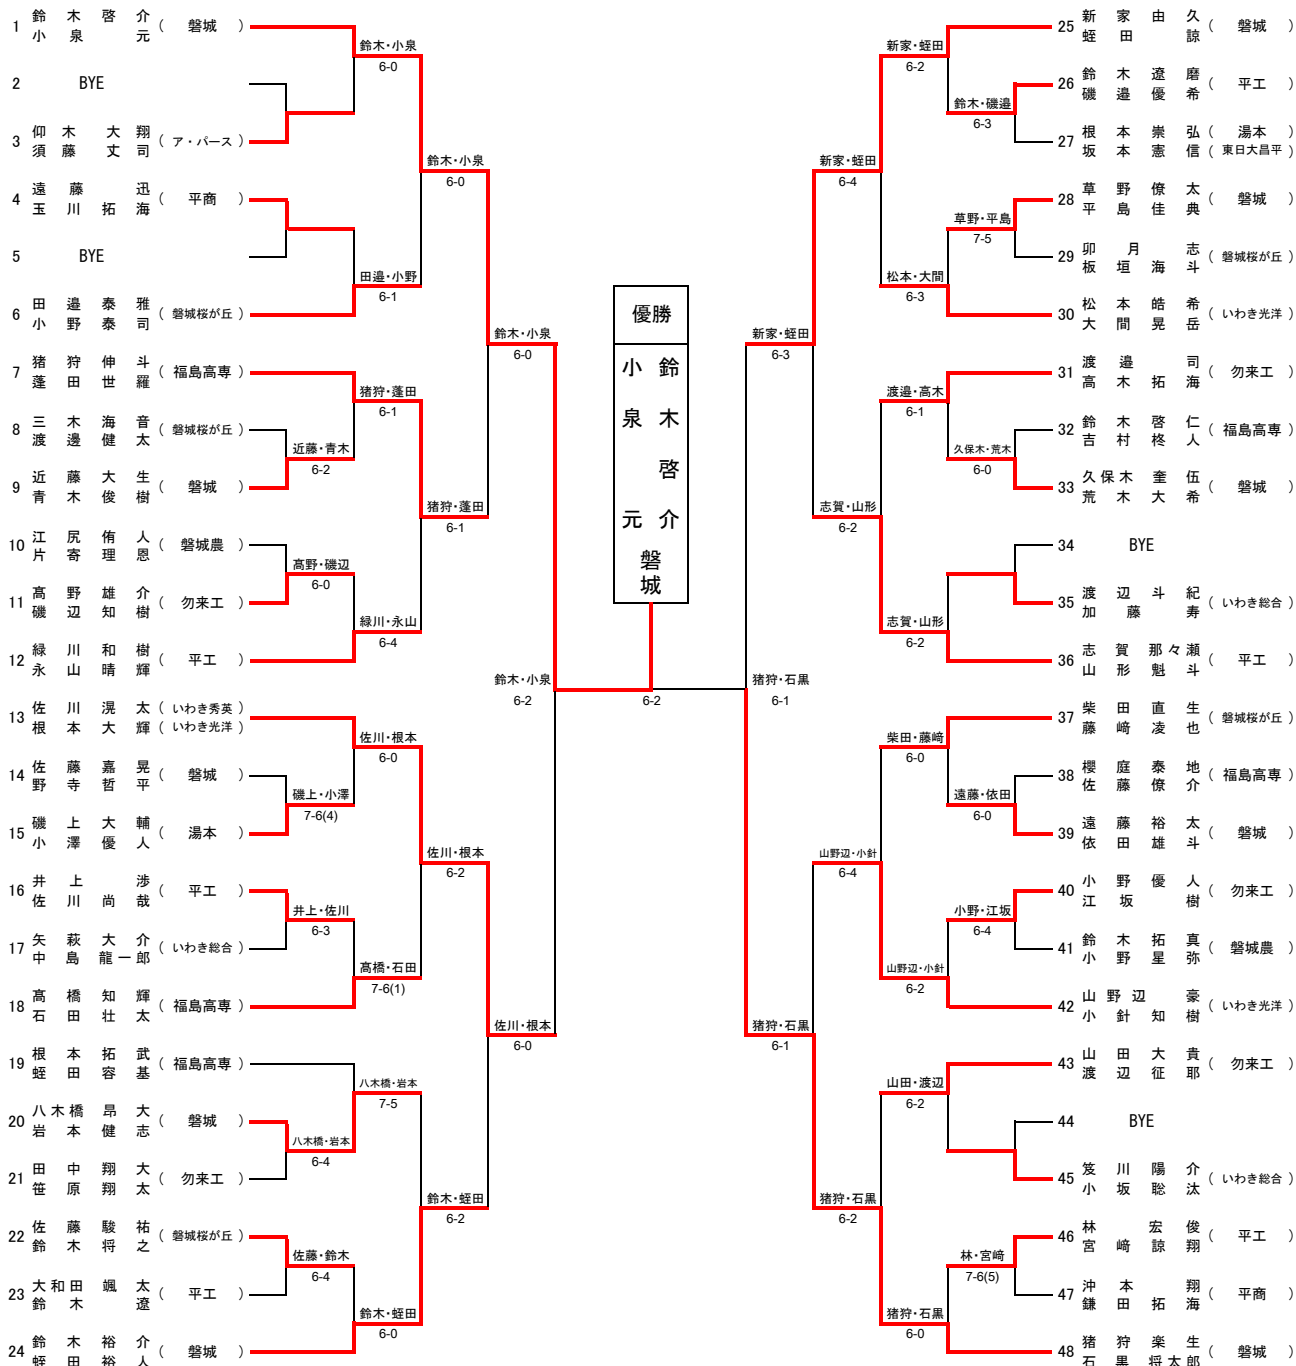 1 鈴木啓介 小泉元 （ 磐城 ）
2 BYE
3 仰木大翔 須藤丈司 （ ア・パース ）
4 遠藤迅 玉川拓海 （ 平商 ）
5 BYE
6 田邉泰雅 小野泰司 （ 磐城桜が丘 ）
7 猪狩伸斗 蓬田世羅 （ 福島高専 ）
8 三木海音 渡邊健太 （ 磐城桜が丘 ）
9 近藤大生 青木俊樹 （ 磐城 ）
10 江尻侑人 片寄理恩 （ 磐城農 ）
11 髙野雄介 磯辺知樹 （ 勿来工 ）
12 緑川和樹 永山晴輝 （ 平工 ）
13 佐川滉太 （ いわき秀英 ） 根本大輝 （ いわき光洋 ）
14 佐藤嘉晃 野寺哲平 （ 磐城 ）
15 磯上大輔 小澤優人 （ 湯本 ）
16 井上渉 佐川尚哉 （ 平工 ）
17 矢萩大介 中島龍一郎 （ いわき総合 ）
18 髙橋知輝 石田壮太 （ 福島高専 ）
19 根本拓武 蛭田容基 （ 福島高専 ）
20 八木橋昂大 岩本健志 （ 磐城 ）
21 田中翔大 笹原翔太 （ 勿来工 ）
22 佐藤駿祐 鈴木将之 （ 磐城桜が丘 ）
23 大和田颯太 鈴木遼 （ 平工 ）
24 鈴木裕介 蛭田裕人 （ 磐城 ）
近藤・青木
6-2
髙野・磯辺
6-0
磯上・小澤
7-6(4)
井上・佐川
6-3
八木橋・岩本
6-4
佐藤・鈴木
6-4
鈴木・小泉
6-0
田邉・小野
6-1
猪狩・蓬田
6-1
緑川・永山
6-4
佐川・根本
6-0
髙橋・石田
7-6(1)
八木橋・岩本
7-5
鈴木・蛭田
6-0
鈴木・小泉
6-0
猪狩・蓬田
6-1
佐川・根本
6-2
鈴木・蛭田
6-2
鈴木・小泉
6-0
佐川・根本
6-0
鈴木・小泉
6-2
優勝
鈴木啓介
小泉元
磐城
6-2
猪狩・石黒
6-1
新家・蛭田
6-3
猪狩・石黒
6-1
新家・蛭田
6-4
志賀・山形
6-2
山野辺・小針
6-4
猪狩・石黒
6-2
新家・蛭田
6-2
松本・大間
6-3
渡邉・高木
6-1
志賀・山形
6-2
柴田・藤﨑
6-0
山野辺・小針
6-2
山田・渡辺
6-2
猪狩・石黒
6-0
鈴木・磯邉
6-3
草野・平島
7-5
久保木・荒木
6-0
遠藤・依田
6-0
小野・江坂
6-4
林・宮﨑
7-6(5)
25 新家由久 蛭田諒 （ 磐城 ）
26 鈴木遼磨 磯邉優希 （ 平工 ）
27 根本崇弘 （ 湯本 ） 坂本憲信 （ 東日大昌平 ）
28 草野僚太 平島佳典 （ 磐城 ）
29 卯月志 板垣海斗 （ 磐城桜が丘 ）
30 松本皓希 大間晃岳 （ いわき光洋 ）
31 渡邉司 高木拓海 （ 勿来工 ）
32 鈴木啓仁 吉村柊人 （ 福島高専 ）
33 久保木奎伍 荒木大希 （ 磐城 ）
34 BYE
35 渡辺斗紀 加藤寿 （ いわき総合 ）
36 志賀那々瀬 山形魁斗 （ 平工 ）
37 柴田直生 藤﨑凌也 （ 磐城桜が丘 ）
38 櫻庭泰地 佐藤僚介 （ 福島高専 ）
39 遠藤裕太 依田雄斗 （ 磐城 ）
40 小野優人 江坂樹 （ 勿来工 ）
41 鈴木拓真 小野星弥 （ 磐城農 ）
42 山野辺豪 小針知樹 （ いわき光洋 ）
43 山田大貴 渡辺征耶 （ 勿来工 ）
44 BYE
45 笈川陽介 小坂聡汰 （ いわき総合 ）
46 林宏俊 宮﨑諒翔 （ 平工 ）
47 沖本翔 鎌田拓海 （ 平商 ）
48 猪狩楽生 石黒将太郎 （ 磐城 ）